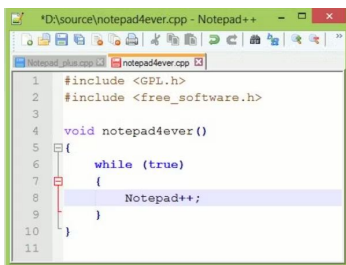 *D:\source\notepad4ever.cpp - Notepad++
Notepad_plus.cpp notepad4ever.cpp
1 #include <GPL.h>
2 #include <free_software.h>
3
4 void notepad4ever()
5 {
6 while (true)
7 {
8 Notepad++;
9 }
10 }
11